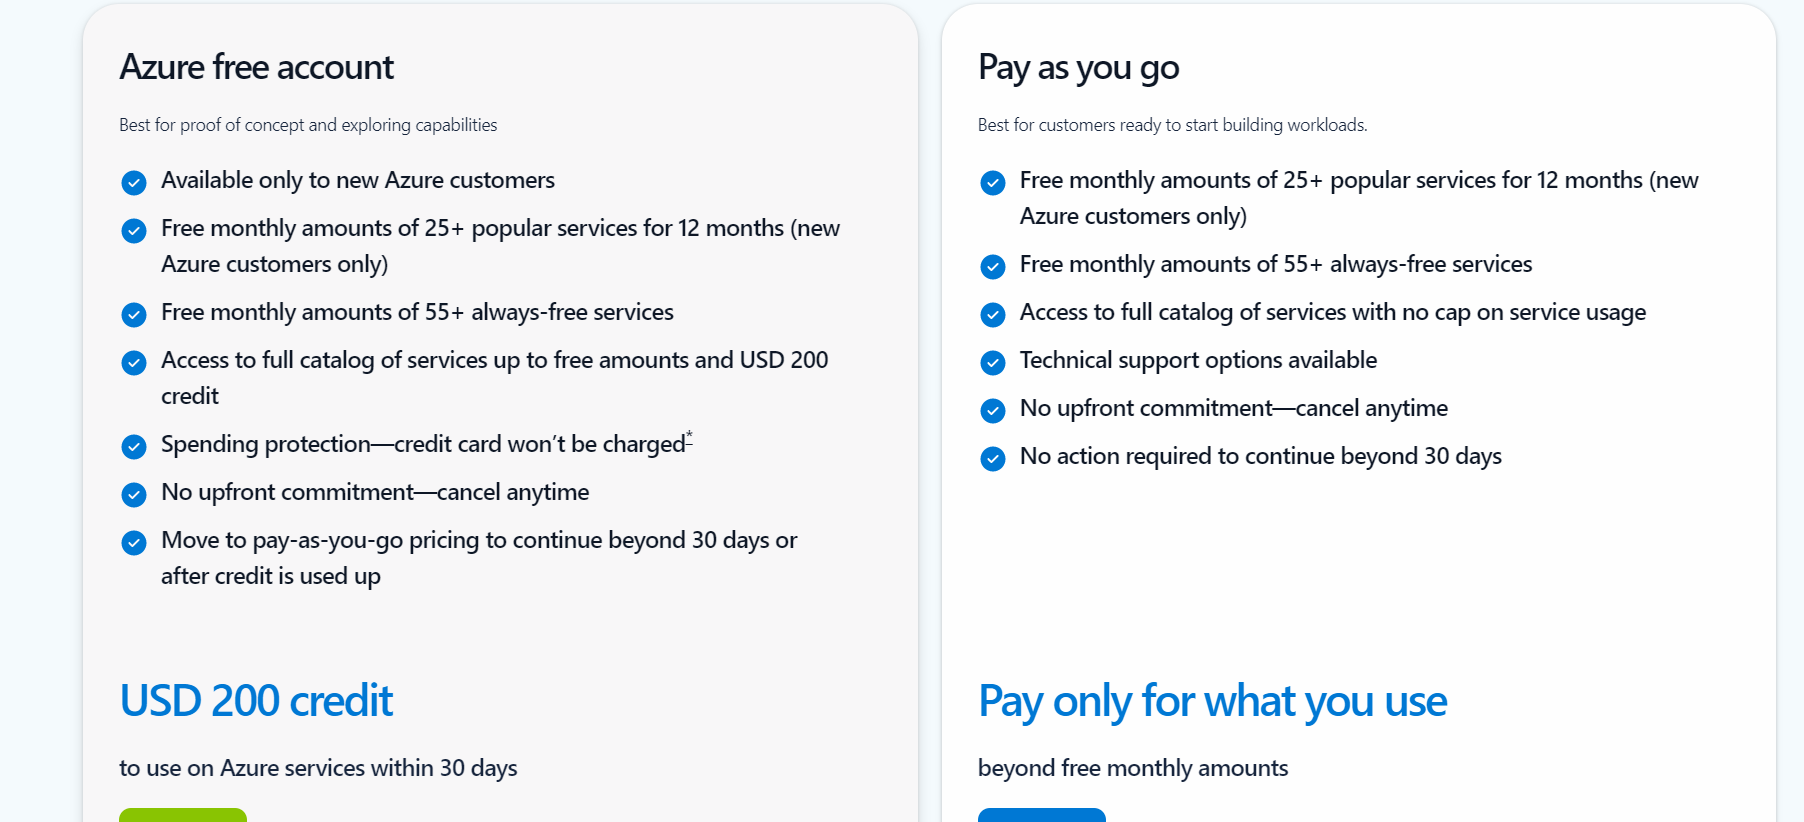 Azure free account
Best for proof of concept and exploring capabilities
Available only to new Azure customers
Free monthly amounts of 25+ popular services for 12 months (new
Azure customers only)
Free monthly amounts of 55+ always-free services
Access to full catalog of services up to free amounts and USD 200
credit
Spending protection—credit card won’t be charged*
No upfront commitment—cancel anytime
Move to pay-as-you-go pricing to continue beyond 30 days or
after credit is used up
USD 200 credit
to use on Azure services within 30 days
Pay as you go
Best for customers ready to start building workloads.
Free monthly amounts of 25+ popular services for 12 months (new
Azure customers only)
Free monthly amounts of 55+ always-free services
Access to full catalog of services with no cap on service usage
Technical support options available
No upfront commitment—cancel anytime
No action required to continue beyond 30 days
Pay only for what you use
beyond free monthly amounts